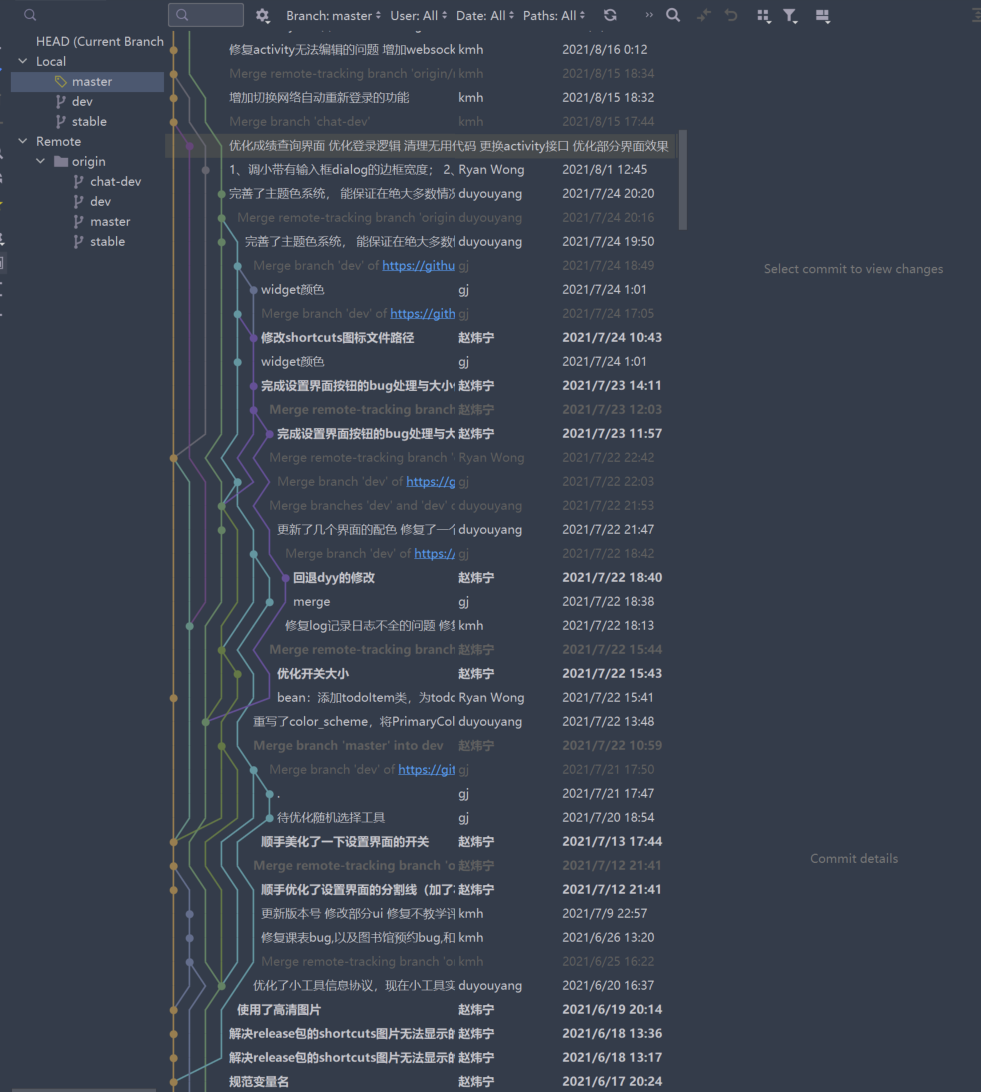 Branch: master User: All Date: All Paths: All
HEAD (Current Branch
Local
master
dev
stable
Remote
origin
chat-dev
dev
master
stable
修复activity无法编辑的问题 增加websock kmh 2021/8/16 0:12
Merge remote-tracking branch 'origin/ kmh 2021/8/15 18:34
增加切换网络自动重新登录的功能 kmh 2021/8/15 18:32
Merge branch 'chat-dev' kmh 2021/8/15 17:44
优化成绩查询界面 优化登录逻辑 清理无用代码 更换activity接口 优化部分界面效果
1、调小带有输入框dialog的边框宽度； 2、 Ryan Wong 2021/8/1 12:45
完善了主题色系统， 能保证在绝大多数情况 duyouyang 2021/7/24 20:20
Merge remote-tracking branch 'origin duyouyang 2021/7/24 20:16
完善了主题色系统， 能保证在绝大多数 duyouyang 2021/7/24 19:50
Merge branch 'dev' of https://githu gj 2021/7/24 18:49
widget颜色 gj 2021/7/24 1:01
Merge branch 'dev' of https://gith gj 2021/7/24 17:05
修改shortcuts图标文件路径 赵炜宁 2021/7/24 10:43
widget颜色 gj 2021/7/24 1:01
完成设置界面按钮的bug处理与大小 赵炜宁 2021/7/23 14:11
Merge remote-tracking branch 赵炜宁 2021/7/23 12:03
完成设置界面按钮的bug处理与大 赵炜宁 2021/7/23 11:57
Merge remote-tracking branch ' Ryan Wong 2021/7/22 22:42
Merge branch 'dev' of https://g gj 2021/7/22 22:03
Merge branches 'dev' and 'dev' duyouyang 2021/7/22 21:53
更新了几个界面的配色 修复了一个 duyouyang 2021/7/22 21:47
Merge branch 'dev' of https:// gj 2021/7/22 18:42
回退dyy的修改 赵炜宁 2021/7/22 18:40
merge gj 2021/7/22 18:38
修复log记录日志不全的问题 修 kmh 2021/7/22 18:13
Merge remote-tracking branch 赵炜宁 2021/7/22 15:44
优化开关大小 赵炜宁 2021/7/22 15:43
bean：添加todoItem类，为todo Ryan Wong 2021/7/22 15:41
重写了color_scheme，将PrimaryCol duyouyang 2021/7/22 13:48
Merge branch 'master' into dev 赵炜宁 2021/7/22 10:59
Merge branch 'dev' of https://git gj 2021/7/21 17:50
. gj 2021/7/21 17:47
待优化随机选择工具 gj 2021/7/20 18:54
顺手美化了一下设置界面的开关 赵炜宁 2021/7/13 17:44
Merge remote-tracking branch 'o 赵炜宁 2021/7/12 21:41
顺手优化了设置界面的分割线（加了 赵炜宁 2021/7/12 21:41
更新版本号 修改部分ui 修复不教学评 kmh 2021/7/9 22:57
修复课表bug,以及图书馆预约bug,和 kmh 2021/6/26 13:20
Merge remote-tracking branch 'o kmh 2021/6/25 16:22
优化了小工具信息协议，现在小工具实 duyouyang 2021/6/20 16:37
使用了高清图片 赵炜宁 2021/6/19 20:14
解决release包的shortcuts图片无法显示的 赵炜宁 2021/6/18 13:36
解决release包的shortcuts图片无法显示的 赵炜宁 2021/6/18 13:17
规范变量名 赵炜宁 2021/6/17 20:24
Select commit to view changes
Commit details